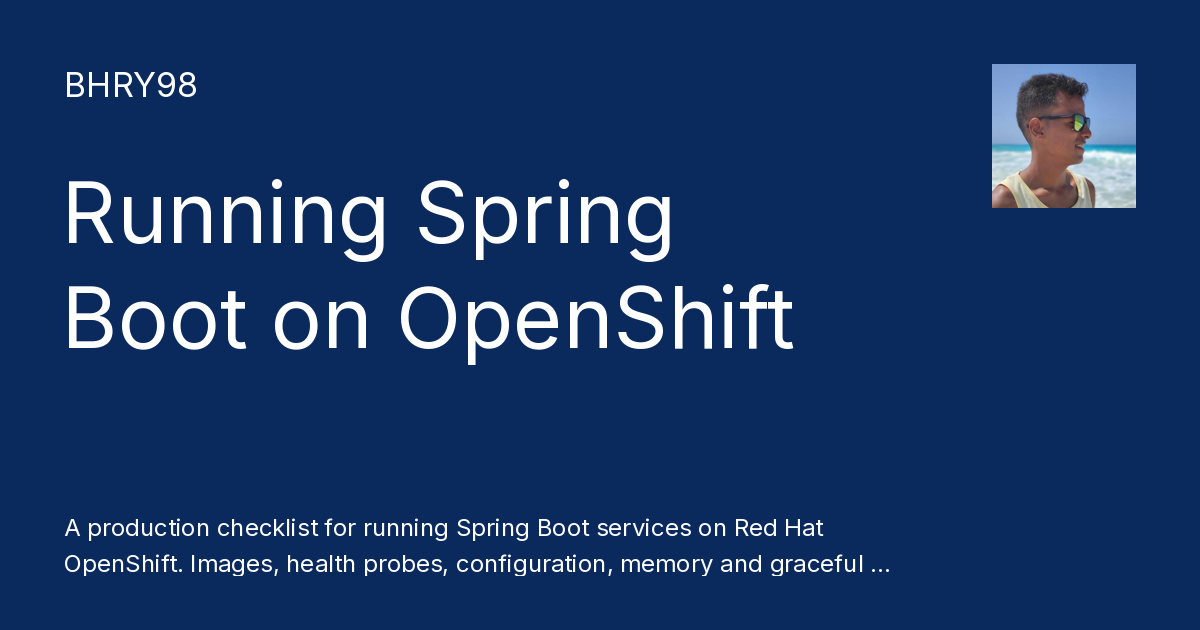 BHRY98
Running Spring
Boot on OpenShift
A production checklist for running Spring Boot services on Red Hat
OpenShift. Images, health probes, configuration, memory and graceful ...